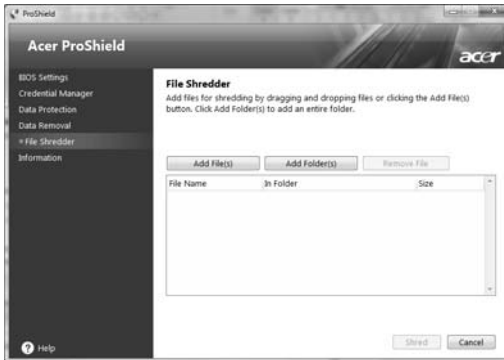 ProShield
Acer ProShield
acer
BIOS Settings
Credential Manager
Data Protection
Data Removal
File Shredder
Information
Help
File Shredder
Add files for shredding by dragging and dropping files or clicking the Add File(s)
button. Click Add Folder(s) to add an entire folder.
Add File(s) Add Folder(s) Remove File
File Name In Folder Size
Shred Cancel